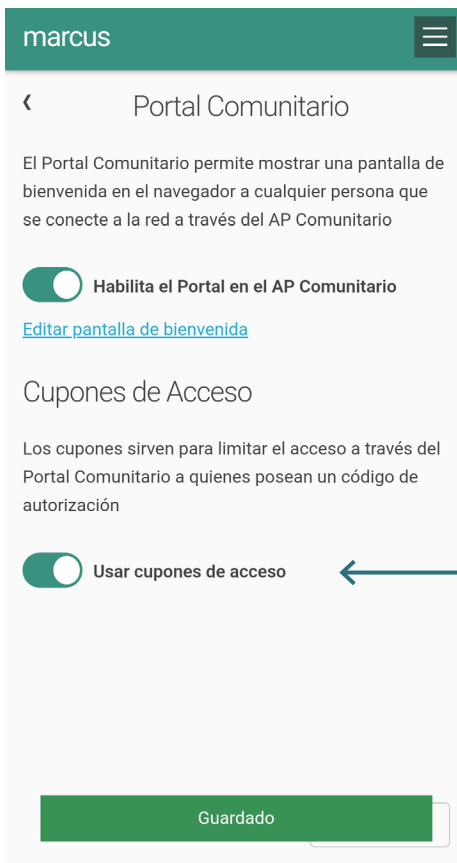 marcus
Portal Comunitario
El Portal Comunitario permite mostrar una pantalla de
bienvenida en el navegador a cualquier persona que
se conecte a la red a través del AP Comunitario
Habilita el Portal en el AP Comunitario
Editar pantalla de bienvenida
Cupones de Acceso
Los cupones sirven para limitar el acceso a través del
Portal Comunitario a quienes posean un código de
autorización
Usar cupones de acceso
Guardado